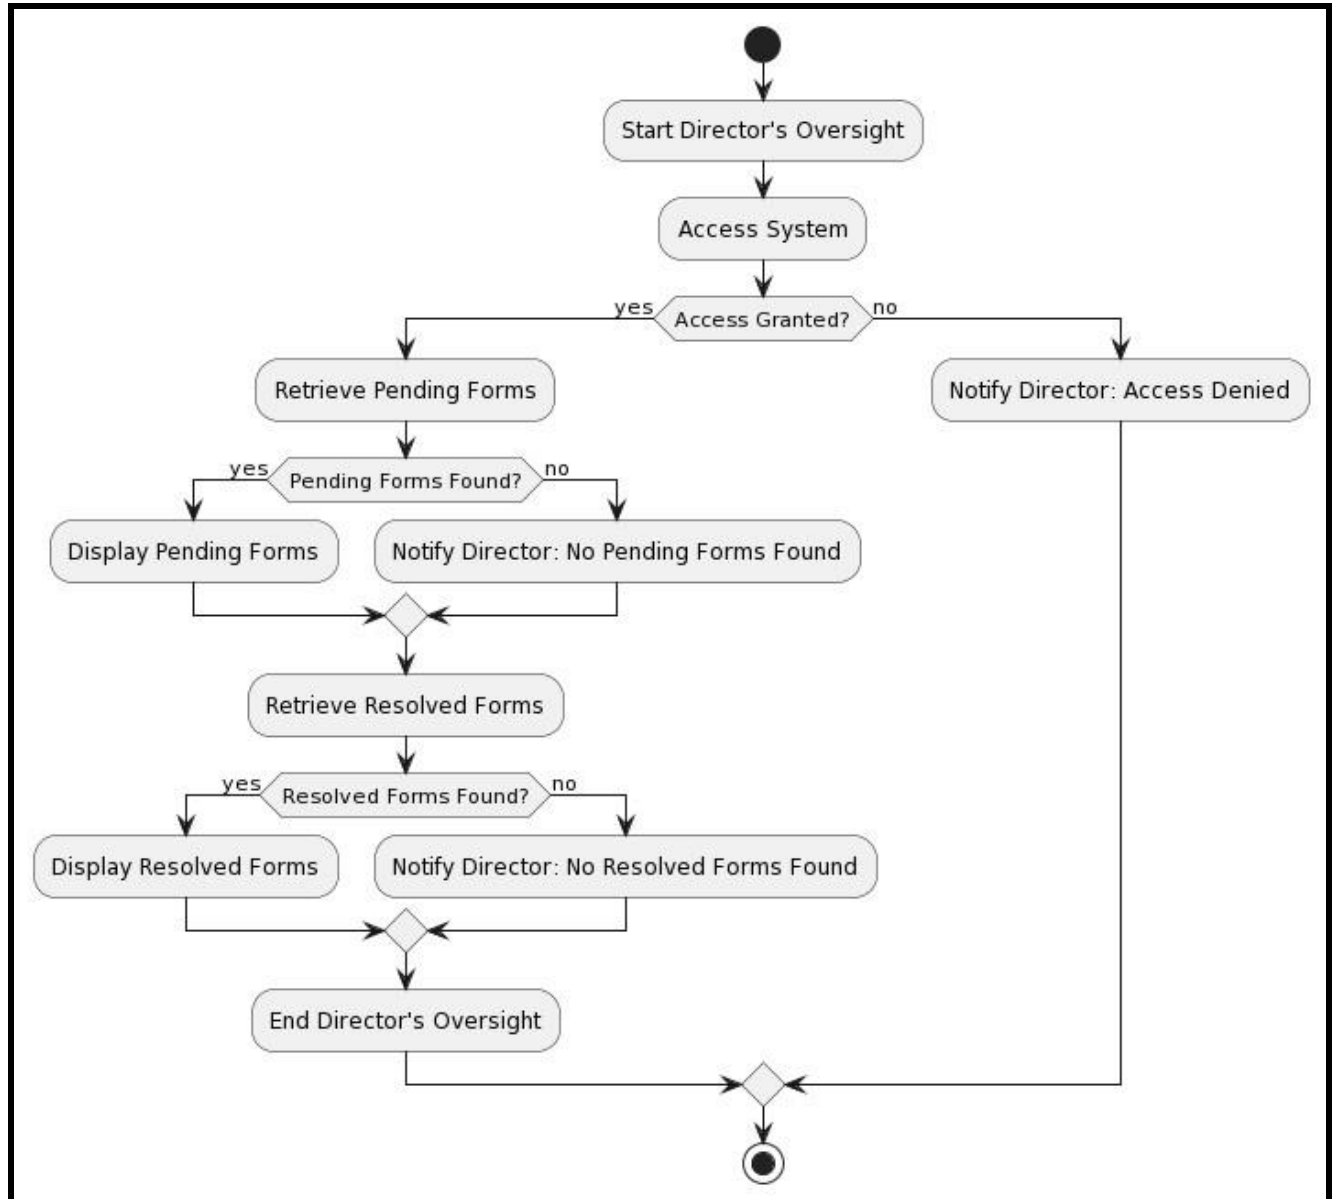 Start Director's Oversight
Access System
yes
Access Granted?
no
Retrieve Pending Forms
Notify Director: Access Denied
yes
Pending Forms Found?
no
Display Pending Forms
Notify Director: No Pending Forms Found
Retrieve Resolved Forms
yes
Resolved Forms Found?
no
Display Resolved Forms
Notify Director: No Resolved Forms Found
End Director's Oversight